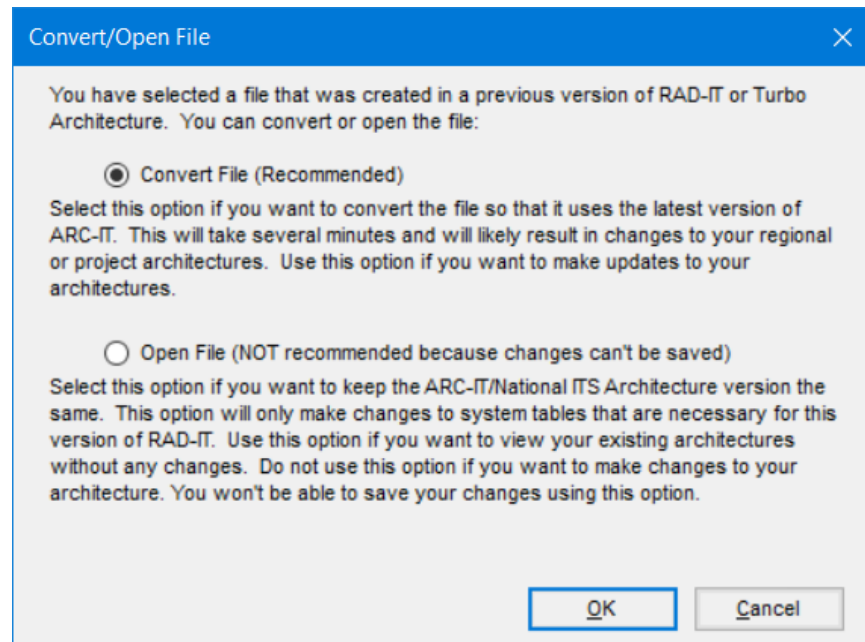 Convert/Open File
You have selected a file that was created in a previous version of RAD-IT or Turbo
Architecture.  You can convert or open the file:
Convert File (Recommended)
Select this option if you want to convert the file so that it uses the latest version of
ARC-IT.  This will take several minutes and will likely result in changes to your regional
or project architectures.  Use this option if you want to make updates to your
architectures.
Open File (NOT recommended because changes can't be saved)
Select this option if you want to keep the ARC-IT/National ITS Architecture version the
same.  This option will only make changes to system tables that are necessary for this
version of RAD-IT.  Use this option if you want to view your existing architectures
without any changes.  Do not use this option if you want to make changes to your
architecture. You won't be able to save your changes using this option.
OK
Cancel